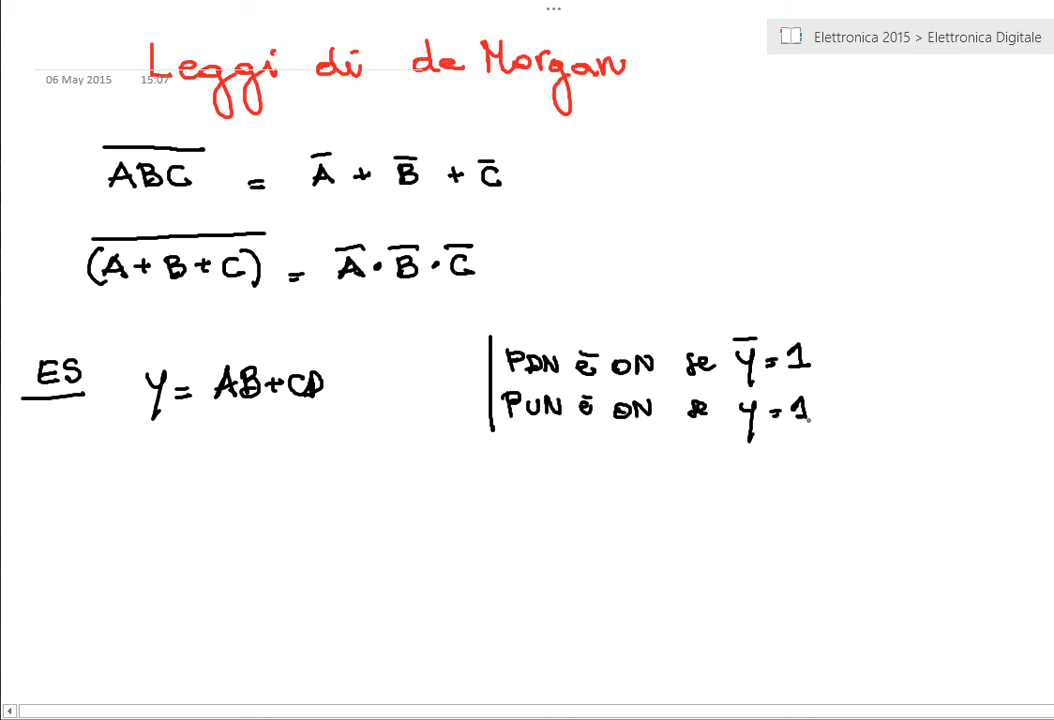 Elettronica 2015 > Elettronica Digitale
Leggi di de Morgan
06 May 2015 15:07
A̅B̅C̅ = A̅ + B̅ + C̅
(A + B + C)̅ = A̅ · B̅ · C̅
ES y = AB + CD
PDN è ON se y̅ = 1
PUN è ON se y = 1